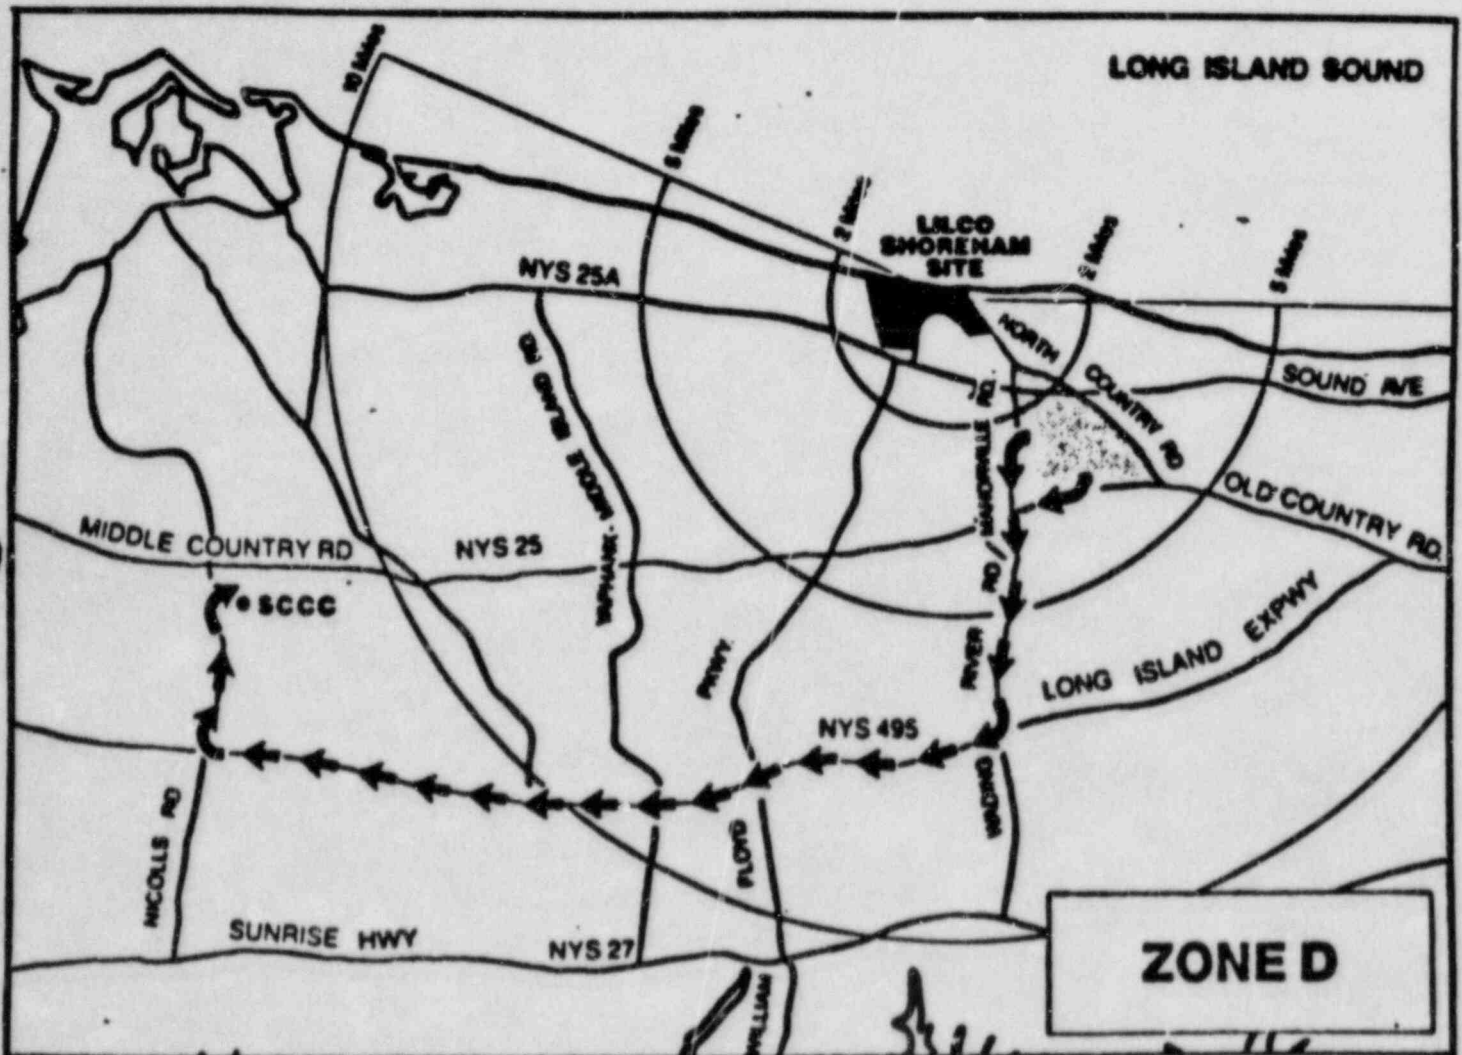 LONG ISLAND SOUND
10 Miles
5 Miles
2 Miles
LILCO
SHOREHAM
SITE
2 Miles
5 Miles
NYS 25A
NORTH COUNTRY RD
SOUND AVE
YAPHANK - MIDDLE ISLAND RD
WADING RIVER RD / MANORVILLE RD.
OLD COUNTRY RD.
MIDDLE COUNTRY RD
NYS 25
SCCC
LONG ISLAND EXPWY
NYS 495
WILLIAM FLOYD PKWY
NICOLLS RD
SUNRISE HWY
NYS 27
ZONE D